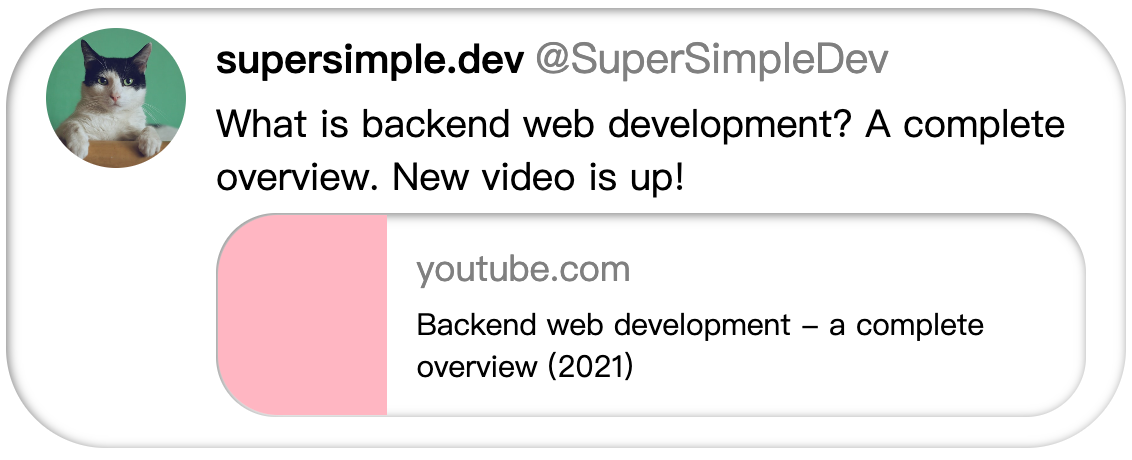 supersimple.dev @SuperSimpleDev
What is backend web development? A complete
overview. New video is up!
youtube.com
Backend web development – a complete
overview (2021)